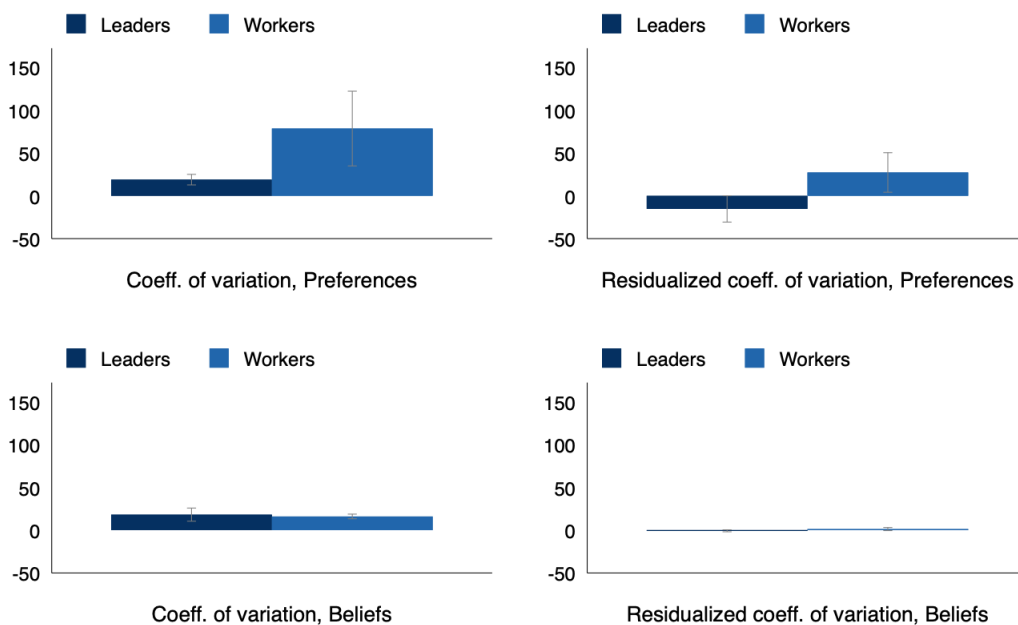 Leaders Workers
150
100
50
0
-50
Coeff. of variation, Preferences
Leaders Workers
150
100
50
0
-50
Residualized coeff. of variation, Preferences
Leaders Workers
150
100
50
0
-50
Coeff. of variation, Beliefs
Leaders Workers
150
100
50
0
-50
Residualized coeff. of variation, Beliefs